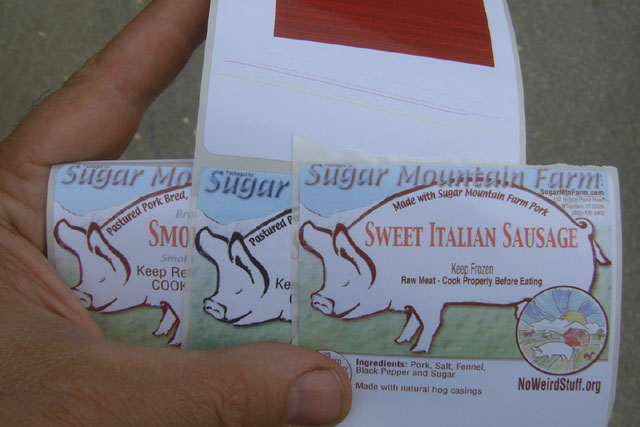 Sugar Mo
Pastured Pork Bred,
SMO
Keep Re
COOK
Sugar
Pastured P
Ke
C
Sugar Mountain Farm
SugarMtnFarm.com
Made with Sugar Mountain Farm Pork
SWEET ITALIAN SAUSAGE
Keep Frozen
Raw Meat - Cook Properly Before Eating
NoWeirdStuff.org
Ingredients: Pork, Salt, Fennel,
Black Pepper and Sugar.
Made with natural hog casings